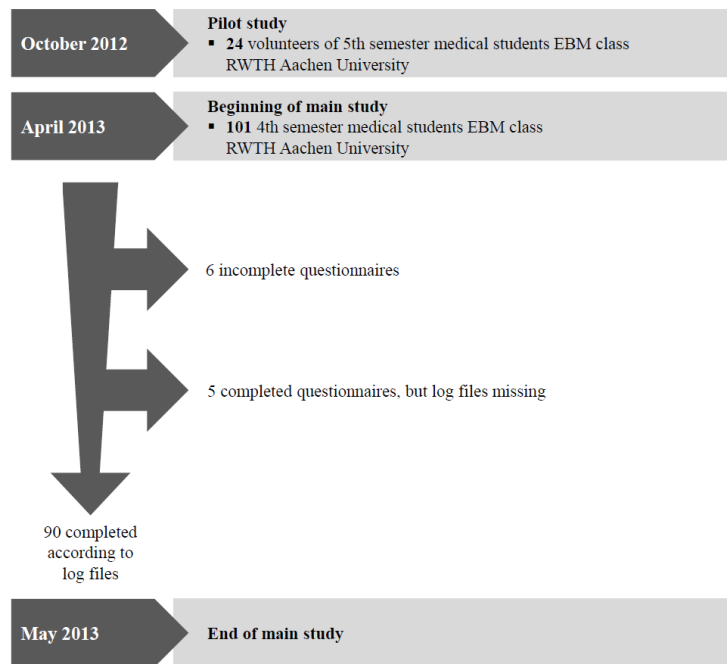 October 2012
Pilot study
▪ 24 volunteers of 5th semester medical students EBM class
RWTH Aachen University
April 2013
Beginning of main study
▪ 101 4th semester medical students EBM class
RWTH Aachen University
6 incomplete questionnaires
5 completed questionnaires, but log files missing
90 completed
according to
log files
May 2013
End of main study